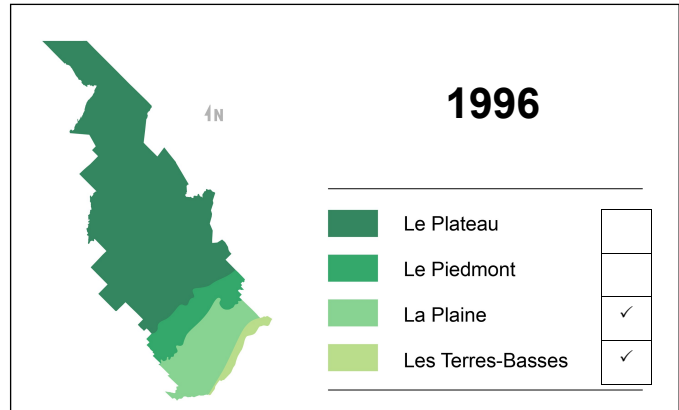 N
1996
Le Plateau
Le Piedmont
La Plaine ✓
Les Terres-Basses ✓